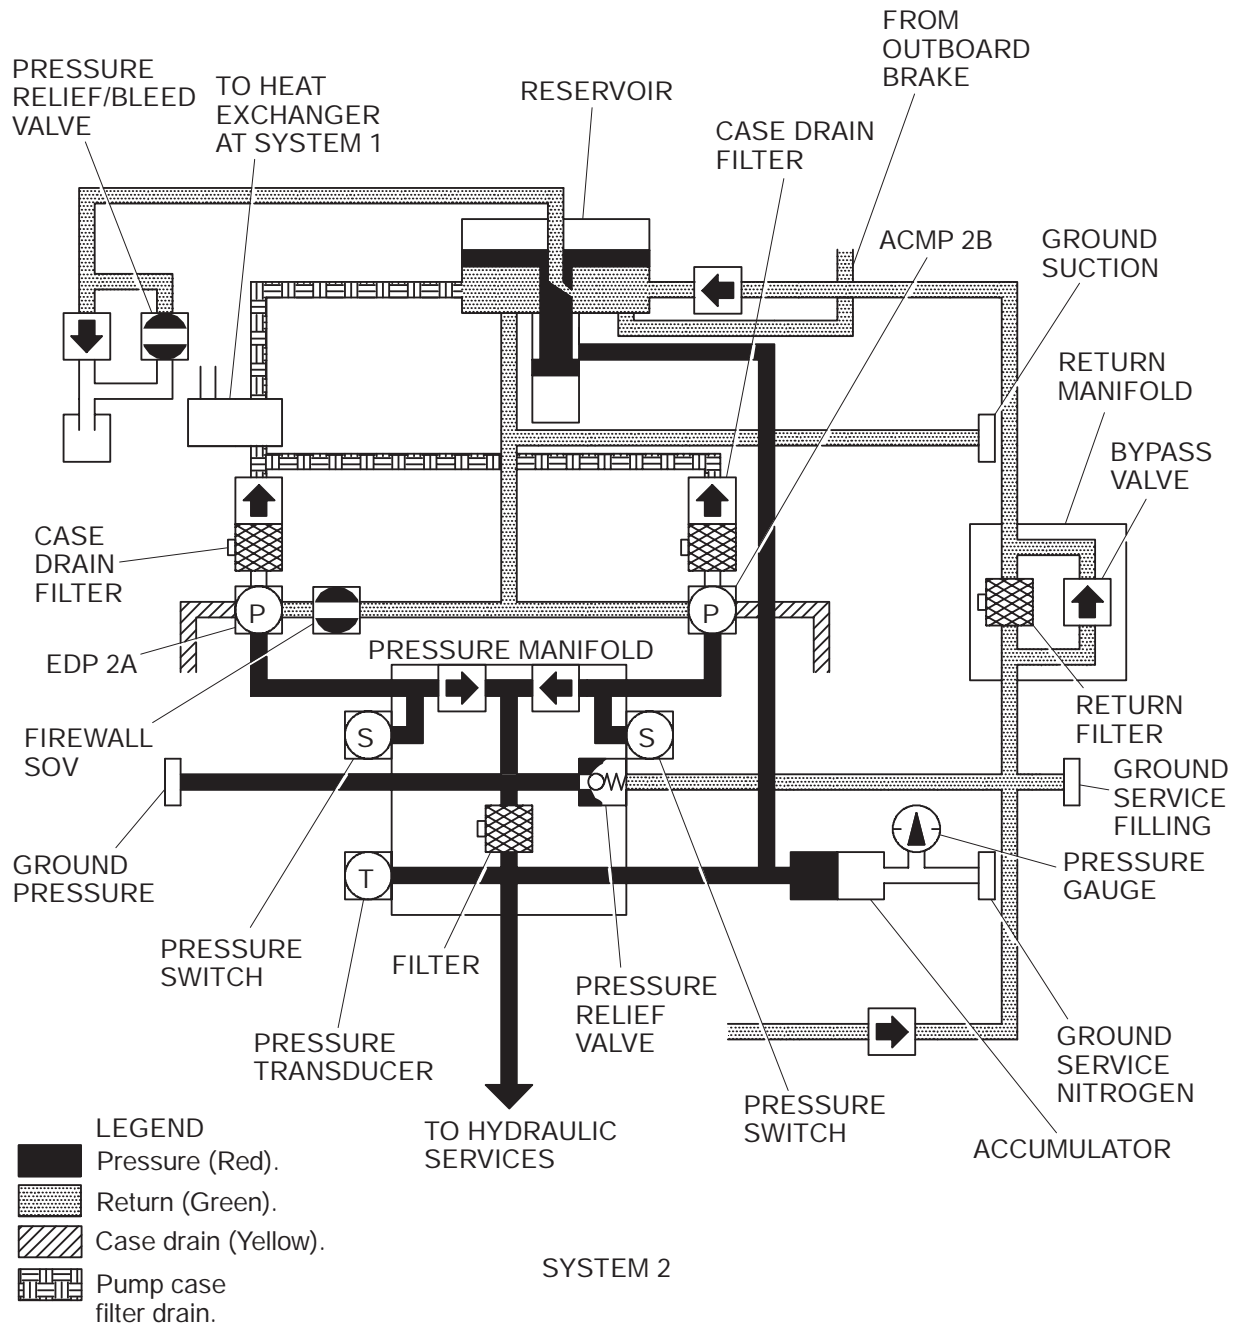 FROM
OUTBOARD
BRAKE
PRESSURE
RELIEF/BLEED
VALVE
TO HEAT
EXCHANGER
AT SYSTEM 1
RESERVOIR
CASE DRAIN
FILTER
ACMP 2B
GROUND
SUCTION
RETURN
MANIFOLD
BYPASS
VALVE
CASE
DRAIN
FILTER
P
P
EDP 2A
PRESSURE MANIFOLD
FIREWALL
SOV
S
S
RETURN
FILTER
GROUND
SERVICE
FILLING
GROUND
PRESSURE
T
PRESSURE
GAUGE
PRESSURE
SWITCH
FILTER
PRESSURE
RELIEF
VALVE
PRESSURE
TRANSDUCER
GROUND
SERVICE
NITROGEN
PRESSURE
SWITCH
ACCUMULATOR
TO HYDRAULIC
SERVICES
LEGEND
Pressure (Red).
Return (Green).
Case drain (Yellow).
Pump case
filter drain.
SYSTEM 2